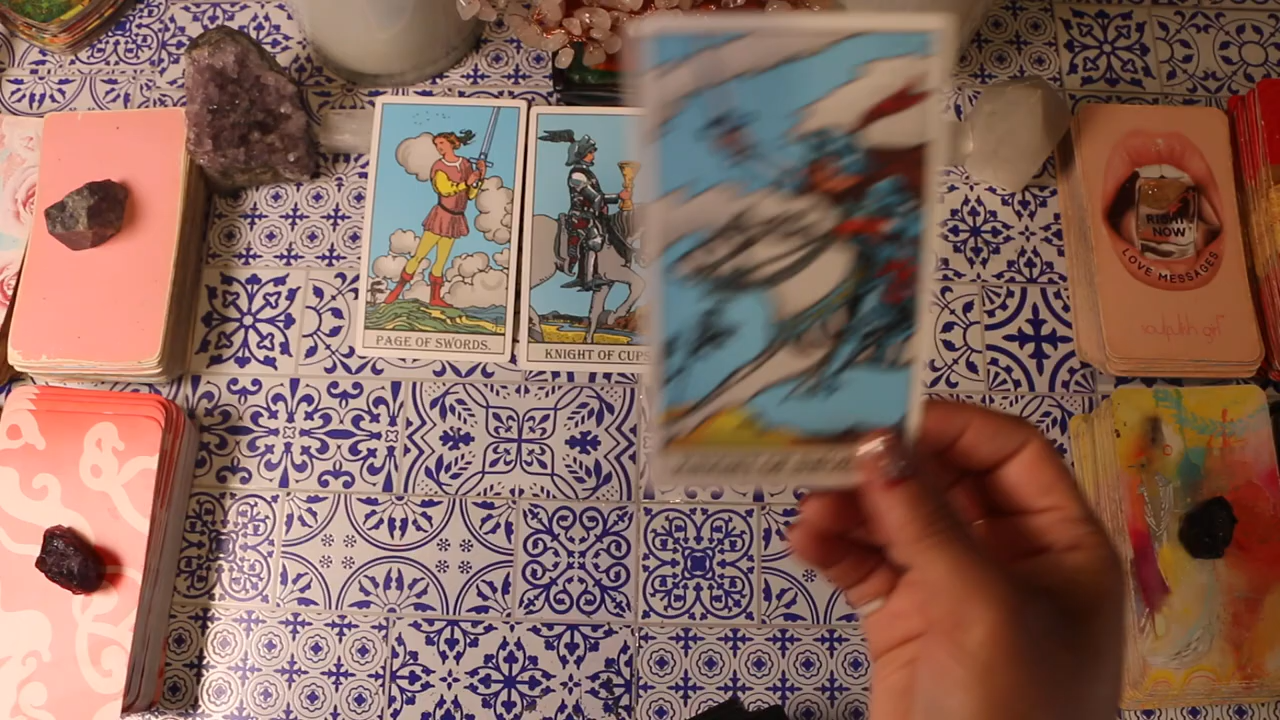 PAGE OF SWORDS.
KNIGHT OF CUPS
RIGHT
NOW
LOVE MESSAGES